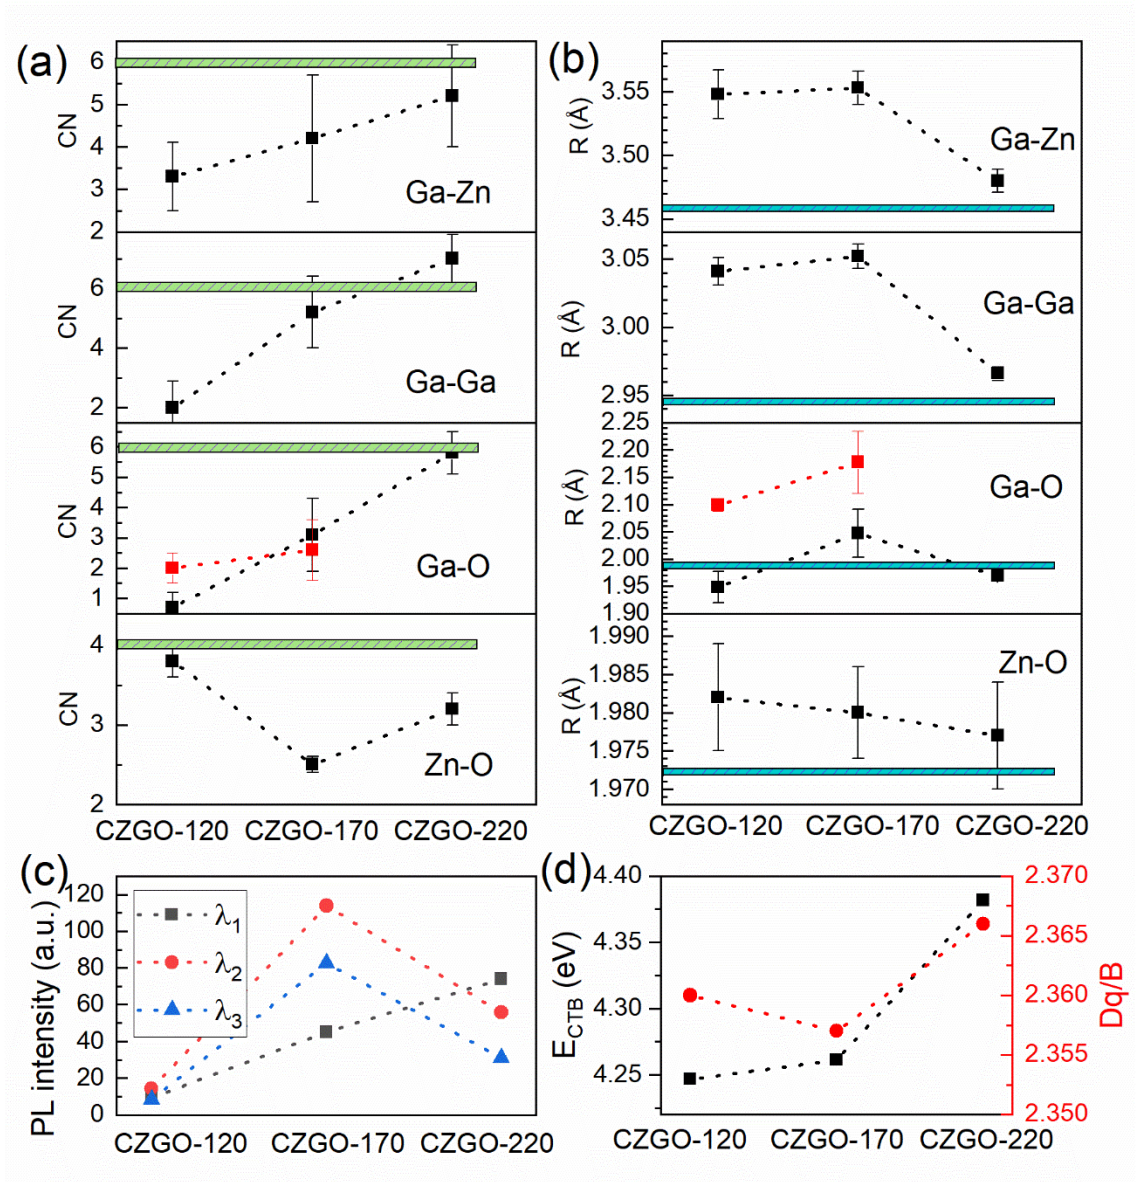 (a)
6
5
4
3
2
CN
Ga-Zn
6
4
2
CN
Ga-Ga
6
5
4
3
2
1
CN
Ga-O
4
3
2
CN
Zn-O
CZGO-120 CZGO-170 CZGO-220
(b)
3.55
3.50
3.45
R (Å)
Ga-Zn
3.05
3.00
2.95
R (Å)
Ga-Ga
2.25
2.20
2.15
2.10
2.05
2.00
1.95
1.90
R (Å)
Ga-O
1.990
1.985
1.980
1.975
1.970
R (Å)
Zn-O
CZGO-120 CZGO-170 CZGO-220
(c)
120
100
80
60
40
20
0
PL intensity (a.u.)
λ1
λ2
λ3
CZGO-120 CZGO-170 CZGO-220
(d)
4.40
4.35
4.30
4.25
E_CTB (eV)
2.370
2.365
2.360
2.355
2.350
Dq/B
CZGO-120 CZGO-170 CZGO-220